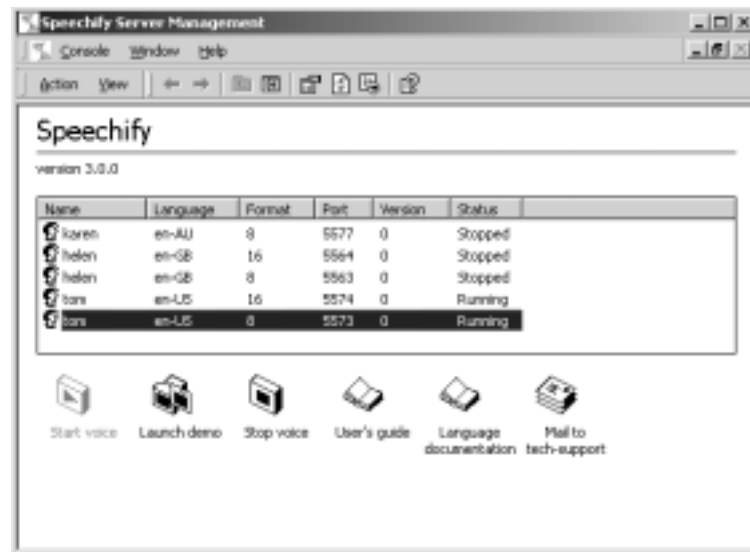 Speechify Server Management
Console Window Help
Action View
Speechify
version 3.0.0
Name Language Format Port Version Status
karen en-AU 8 5577 0 Stopped
helen en-GB 16 5564 0 Stopped
helen en-GB 8 5563 0 Stopped
tom en-US 16 5574 0 Running
tom en-US 8 5573 0 Running
Start voice Launch demo Stop voice User's guide Language documentation Mail to tech-support